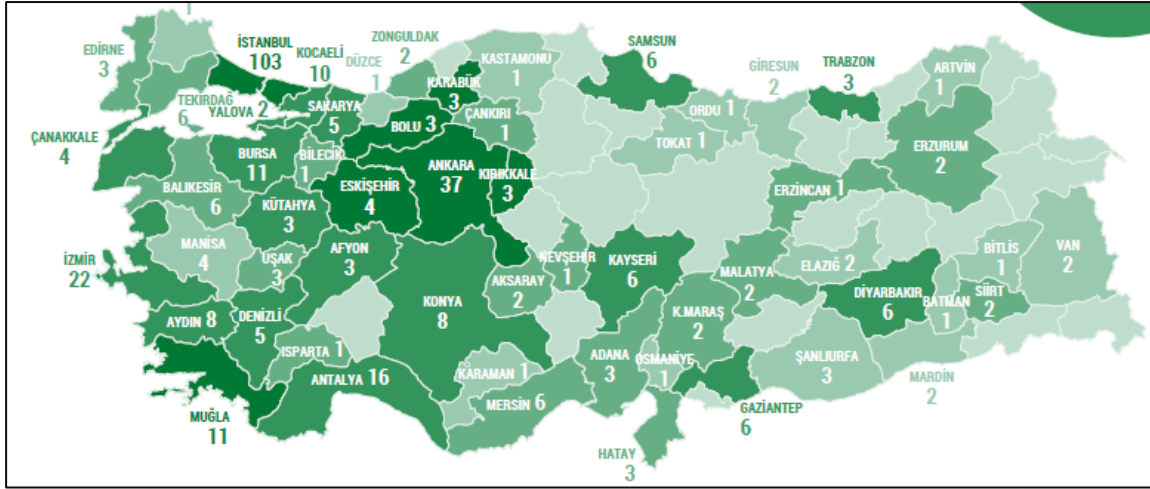 1
EDİRNE
3
İSTANBUL
103
KOCAELİ
10
ZONGULDAK
2
DÜZCE
1
KASTAMONU
1
KARABÜK
3
SAMSUN
6
GİRESUN
2
TRABZON
3
ARTVİN
1
TEKİRDAĞ
6
YALOVA 2
SAKARYA
5
BOLU 3
ÇANKIRI
1
ORDU 1
TOKAT 1
ERZURUM
2
ÇANAKKALE
4
BURSA
11
BİLECİK
1
ANKARA
37
KIRIKKALE
3
ERZİNCAN 1
BALIKESİR
6
KÜTAHYA
3
ESKİŞEHİR
4
MANİSA
4
UŞAK
3
AFYON
3
NEVŞEHİR
1
KAYSERİ
6
MALATYA
2
ELAZIĞ 2
BİTLİS
1
VAN
2
İZMİR
22
AKSARAY
2
KONYA
8
DİYARBAKIR
6
BATMAN
1
SİİRT
2
AYDIN 8
DENİZLİ
5
ISPARTA 1
K.MARAŞ
2
ANTALYA 16
KARAMAN 1
ADANA
3
OSMANİYE
1
ŞANLIURFA
3
MARDİN
2
MERSİN 6
MUĞLA
11
GAZİANTEP
6
HATAY
3